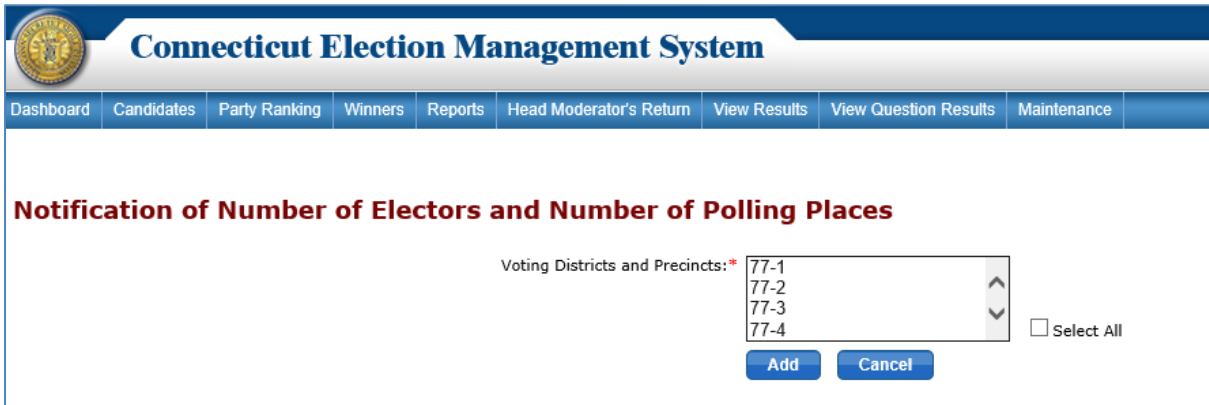 Connecticut Election Management System
Dashboard Candidates Party Ranking Winners Reports Head Moderator's Return View Results View Question Results Maintenance
Notification of Number of Electors and Number of Polling Places
Voting Districts and Precincts:*
77-1
77-2
77-3
77-4
Select All
Add Cancel